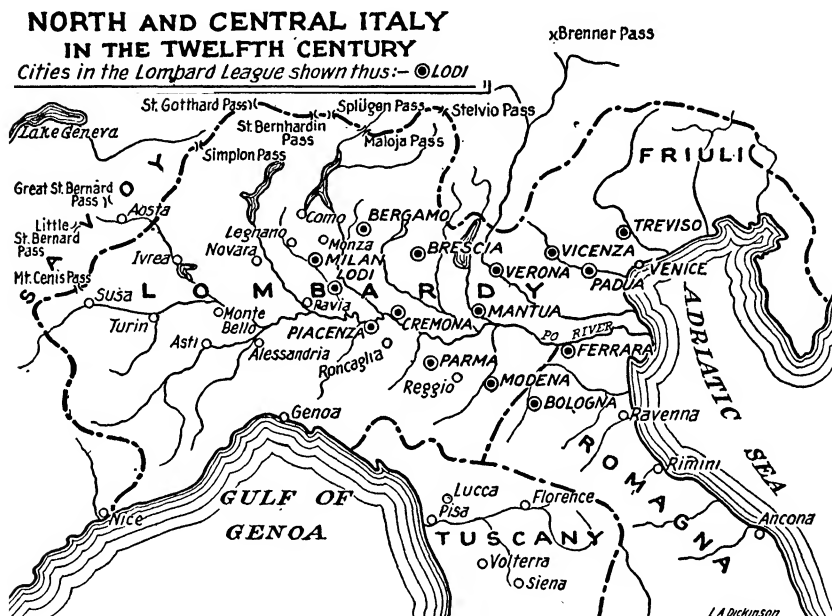 NORTH AND CENTRAL ITALY
IN THE TWELFTH CENTURY
Cities in the Lombard League shown thus:- LODI
xBrenner Pass
St. Gotthard Pass
Splügen Pass
Stelvio Pass
Lake Geneva
St. Bernhardin
Pass
Maloja Pass
Simplon Pass
FRIULI
Great St. Bernard
Pass
SAVOY
Aosta
Little
St. Bernard
Pass
Como
BERGAMO
TREVISO
Legnano
Monza
BRESCIA
VICENZA
Ivrea
Novara
MILAN
VERONA
VENICE
Mt. Cenis Pass
LODI
PADUA
LOMBARDY
Susa
Pavia
Turin
Monte
Bello
CREMONA
MANTUA
PIACENZA
PO RIVER
Asti
Alessandria
Roncaglia
PARMA
FERRARA
Reggio
MODENA
BOLOGNA
Genoa
Ravenna
ADRIATIC SEA
ROMAGNA
Rimini
GULF OF
GENOA
Nice
Lucca
Pisa
Florence
Ancona
TUSCANY
Volterra
Siena
I.A.Dickinson